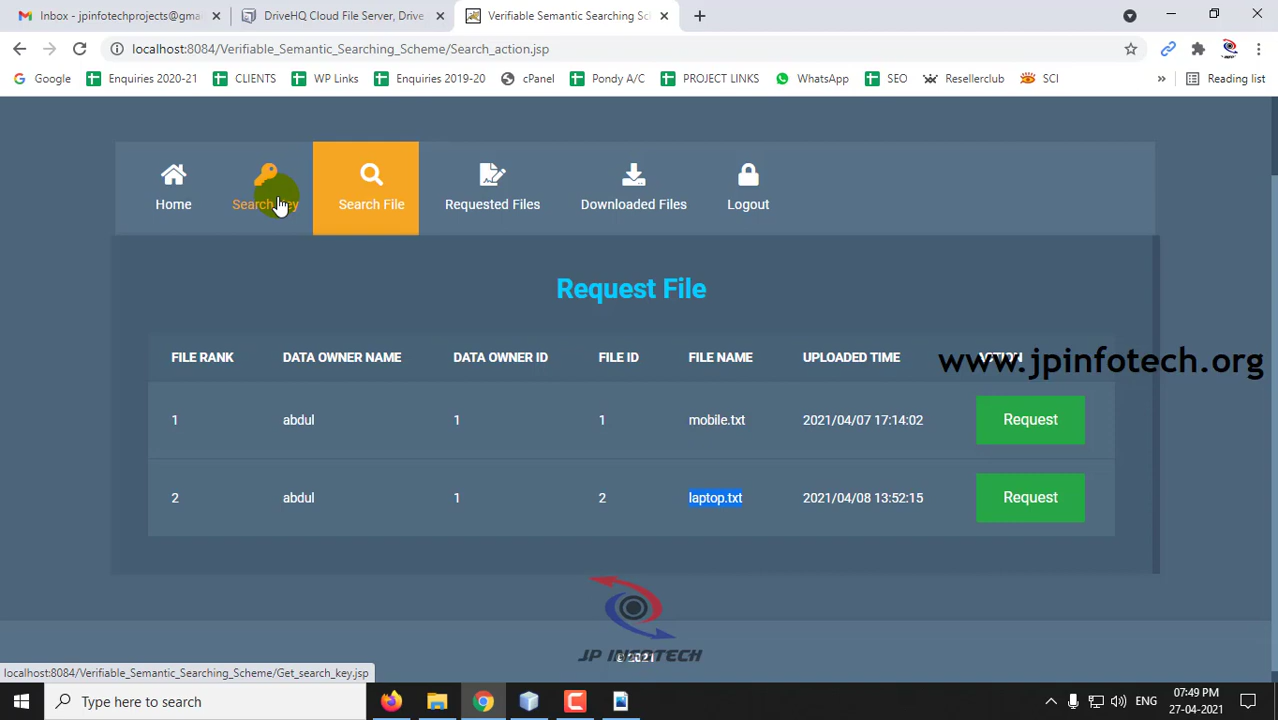 Inbox - jpinfotechprojects@gma
DriveHQ Cloud File Server, Drive
Verifiable Semantic Searching Sc
localhost:8084/Verifiable_Semantic_Searching_Scheme/Search_action.jsp
Google
Enquiries 2020-21
CLIENTS
WP Links
Enquiries 2019-20
cPanel
Pondy A/C
PROJECT LINKS
WhatsApp
SEO
Resellerclub
SCI
»
Reading list
Home
Search Key
Search File
Requested Files
Downloaded Files
Logout
Request File
FILE RANK DATA OWNER NAME DATA OWNER ID FILE ID FILE NAME UPLOADED TIME ACTION
www.jpinfotech.org
1 abdul 1 1 mobile.txt 2021/04/07 17:14:02 Request
2 abdul 1 2 laptop.txt 2021/04/08 13:52:15 Request
JP INFOTECH
© 2021
localhost:8084/Verifiable_Semantic_Searching_Scheme/Get_search_key.jsp
Type here to search
ENG
07:49 PM
27-04-2021